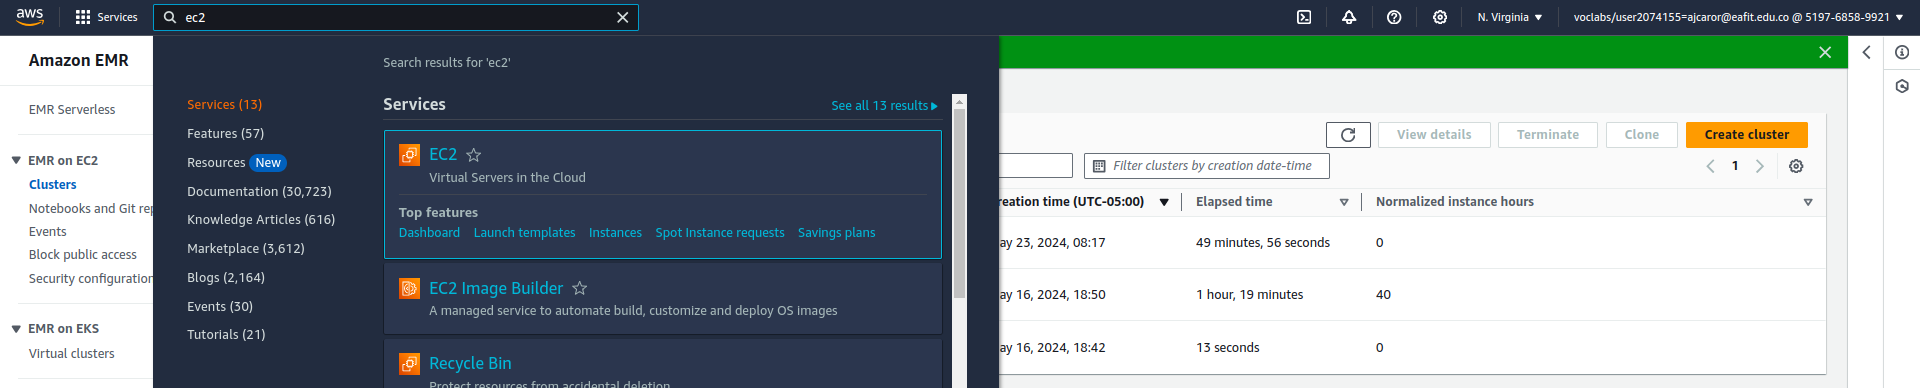 aws
Services
ec2
N. Virginia
voclabs/user2074155=ajcaror@eafit.edu.co @ 5197-6858-9921
Amazon EMR
EMR Serverless
EMR on EC2
Clusters
Notebooks and Git rep
Events
Block public access
Security configuration
EMR on EKS
Virtual clusters
Search results for 'ec2'
Services (13)
Features (57)
Resources New
Documentation (30,723)
Knowledge Articles (616)
Marketplace (3,612)
Blogs (2,164)
Events (30)
Tutorials (21)
Services
See all 13 results
EC2
Virtual Servers in the Cloud
Top features
Dashboard Launch templates Instances Spot Instance requests Savings plans
EC2 Image Builder
A managed service to automate build, customize and deploy OS images
Recycle Bin
Protect resources from accidental deletion
View details Terminate Clone Create cluster
Filter clusters by creation date-time
1
reation time (UTC-05:00) Elapsed time Normalized instance hours
ay 23, 2024, 08:17 49 minutes, 56 seconds 0
ay 16, 2024, 18:50 1 hour, 19 minutes 40
ay 16, 2024, 18:42 13 seconds 0